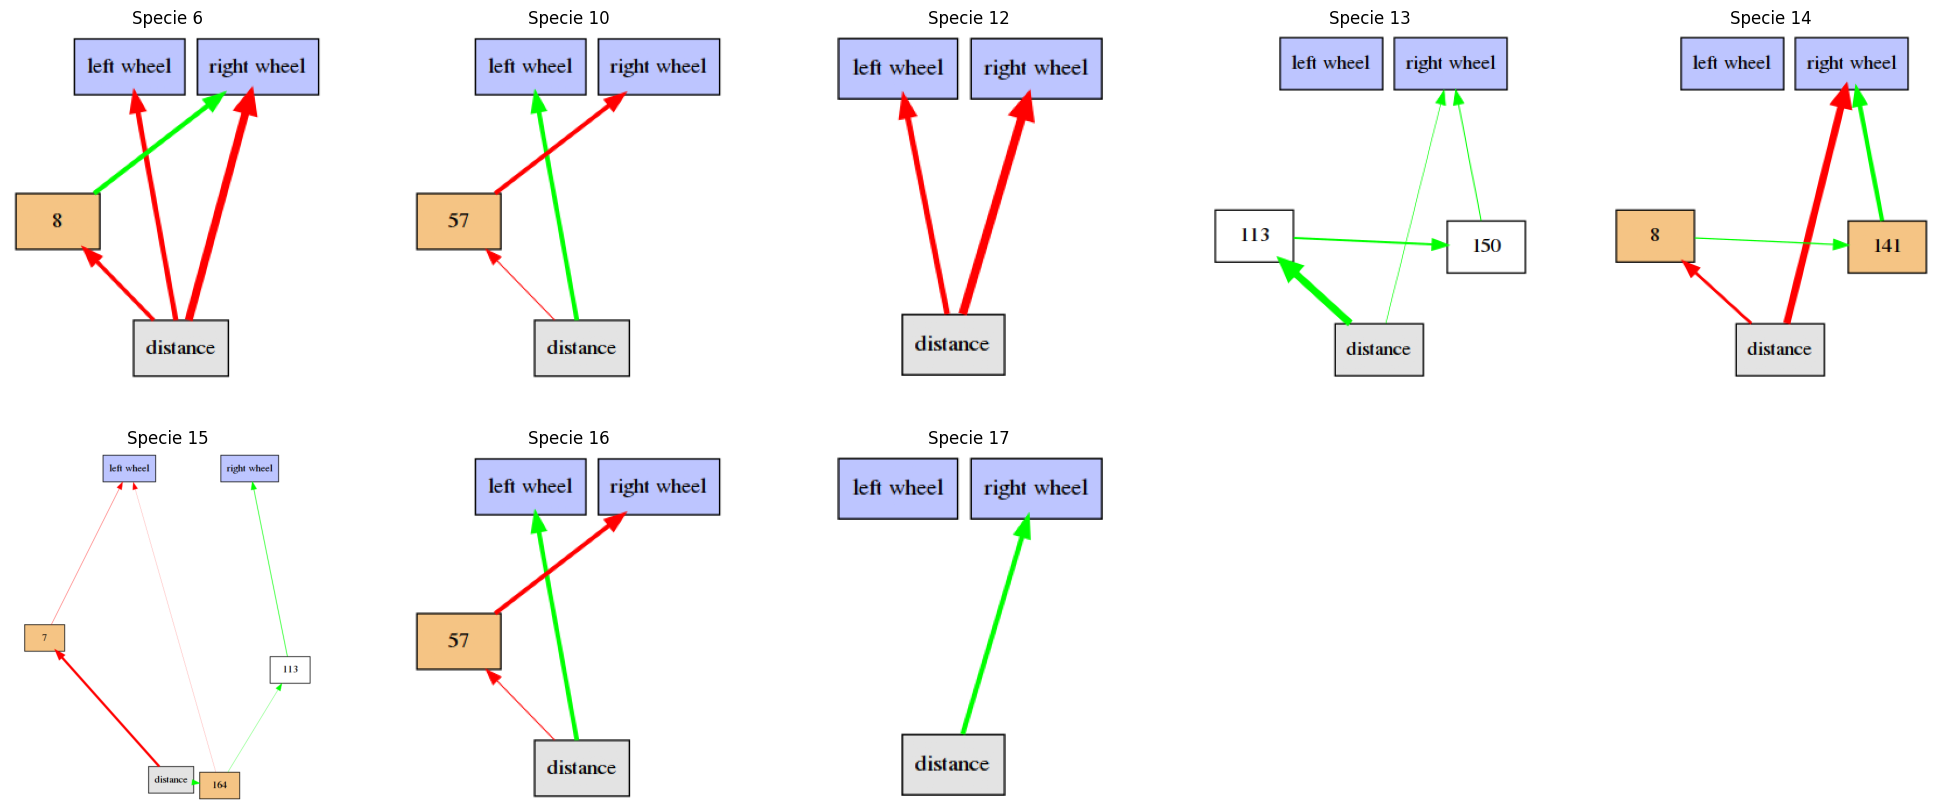 Specie 6
left wheel right wheel
8
distance
Specie 10
left wheel right wheel
57
distance
Specie 12
left wheel right wheel
distance
Specie 13
left wheel right wheel
113 150
distance
Specie 14
left wheel right wheel
8 141
distance
Specie 15
left wheel right wheel
7
113
distance 164
Specie 16
left wheel right wheel
57
distance
Specie 17
left wheel right wheel
distance